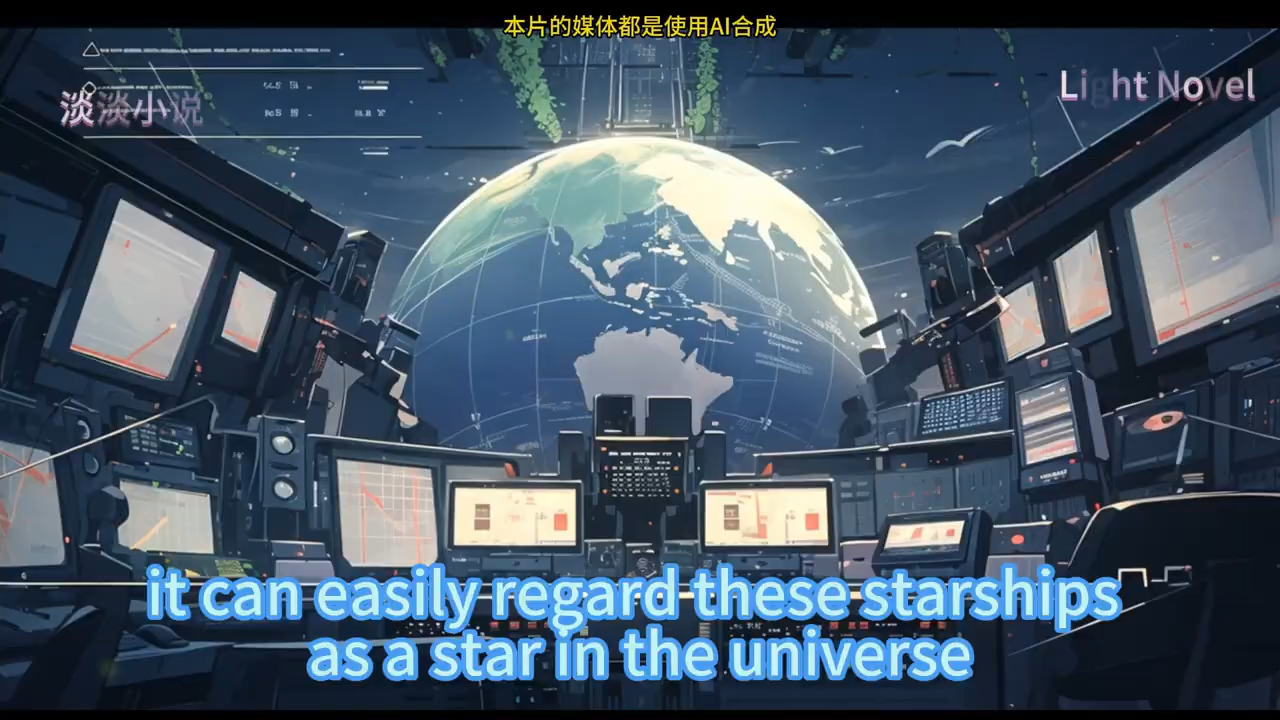 本片的媒体都是使用AI合成
Light Novel
淡淡小说
it can easily regard these starships
as a star in the universe